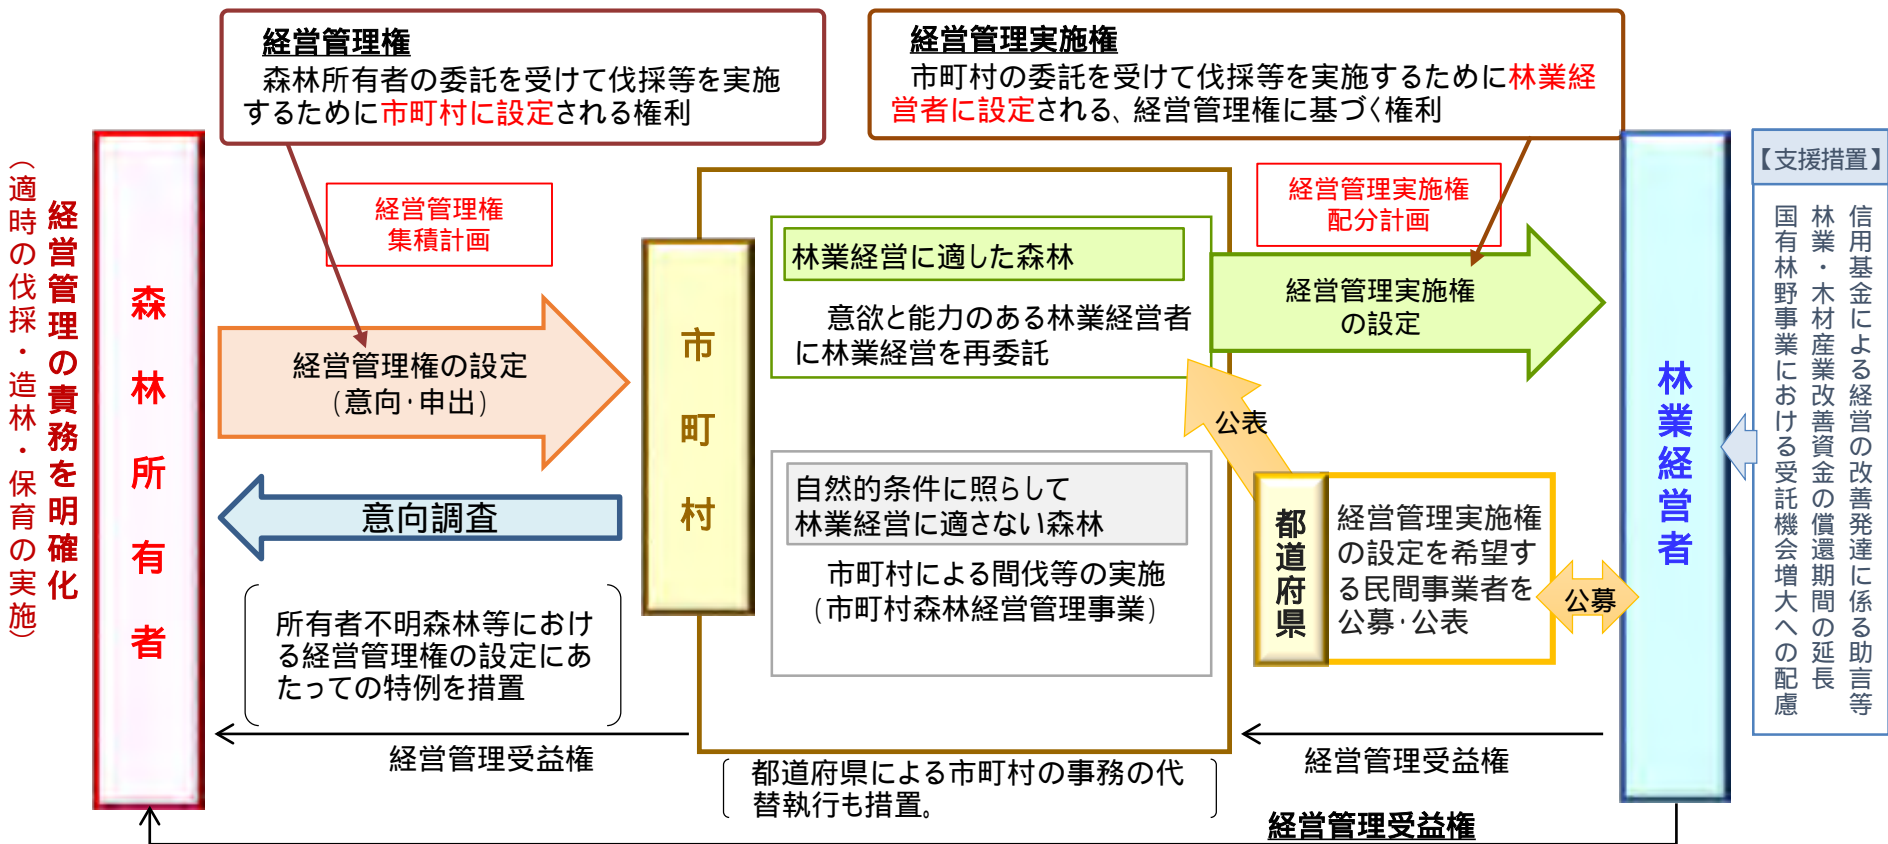 経営管理権
森林所有者の委託を受けて伐採等を実施
するために市町村に設定される権利
経営管理実施権
市町村の委託を受けて伐採等を実施するために林業経
営者に設定される、経営管理権に基づく権利
経営管理の責務を明確化
（適時の伐採・造林・保育の実施）
森林所有者
経営管理権
集積計画
経営管理権の設定
（意向・申出）
意向調査
所有者不明森林等におけ
る経営管理権の設定にあ
たっての特例を措置
経営管理受益権
市町村
林業経営に適した森林
意欲と能力のある林業経営者
に林業経営を再委託
自然的条件に照らして
林業経営に適さない森林
市町村による間伐等の実施
（市町村森林経営管理事業）
都道府県による市町村の事務の代
替執行も措置。
経営管理実施権
配分計画
経営管理実施権
の設定
公表
都道府県
経営管理実施権
の設定を希望す
る民間事業者を
公募・公表
公募
経営管理受益権
経営管理受益権
林業経営者
【支援措置】
信用基金による経営の改善発達に係る助言等
林業・木材産業改善資金の償還期間の延長
国有林野事業における受託機会増大への配慮